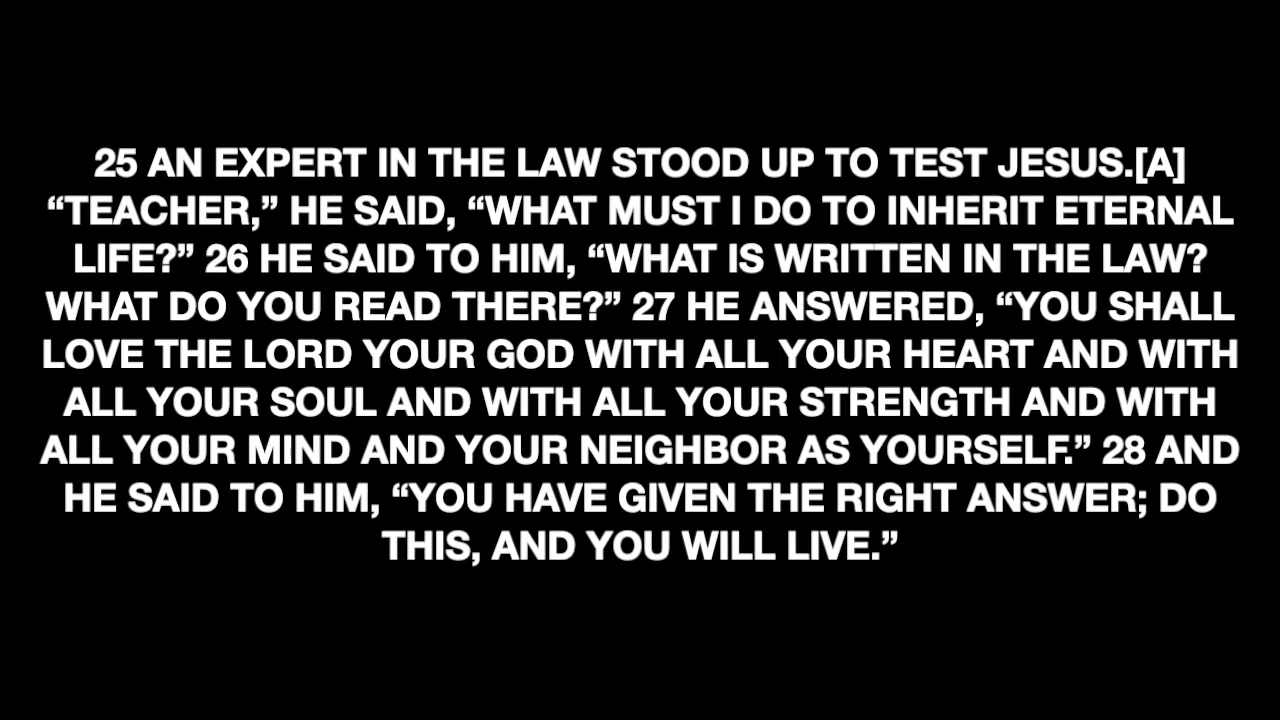 25 AN EXPERT IN THE LAW STOOD UP TO TEST JESUS.[A]
“TEACHER,” HE SAID, “WHAT MUST I DO TO INHERIT ETERNAL
LIFE?” 26 HE SAID TO HIM, “WHAT IS WRITTEN IN THE LAW?
WHAT DO YOU READ THERE?” 27 HE ANSWERED, “YOU SHALL
LOVE THE LORD YOUR GOD WITH ALL YOUR HEART AND WITH
ALL YOUR SOUL AND WITH ALL YOUR STRENGTH AND WITH
ALL YOUR MIND AND YOUR NEIGHBOR AS YOURSELF.” 28 AND
HE SAID TO HIM, “YOU HAVE GIVEN THE RIGHT ANSWER; DO
THIS, AND YOU WILL LIVE.”